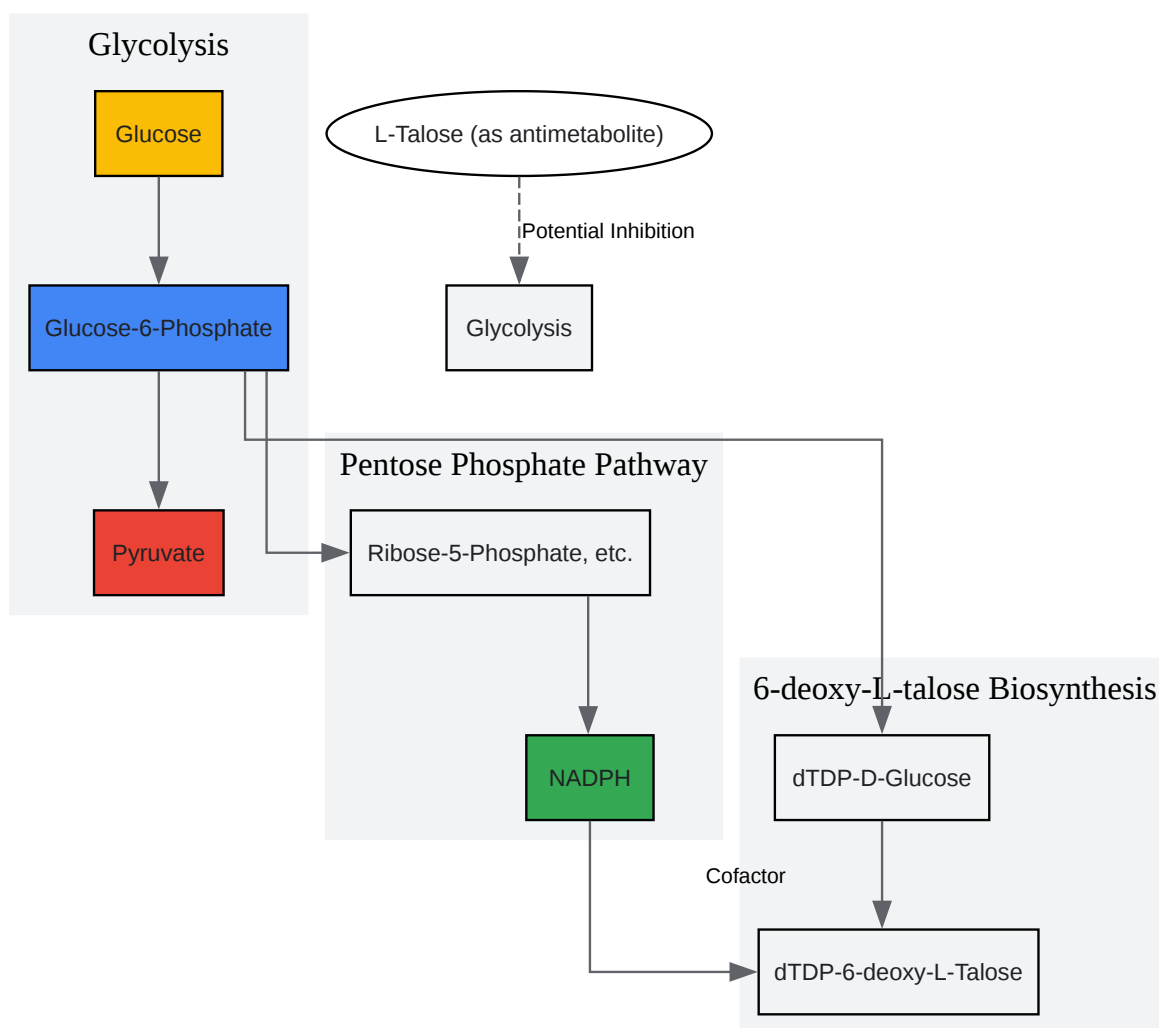 Glycolysis
Glucose
L-Talose (as antimetabolite)
Potential Inhibition
Glucose-6-Phosphate
Glycolysis
Pentose Phosphate Pathway
Pyruvate
Ribose-5-Phosphate, etc.
6-deoxy-L-talose Biosynthesis
NADPH
dTDP-D-Glucose
Cofactor
dTDP-6-deoxy-L-Talose